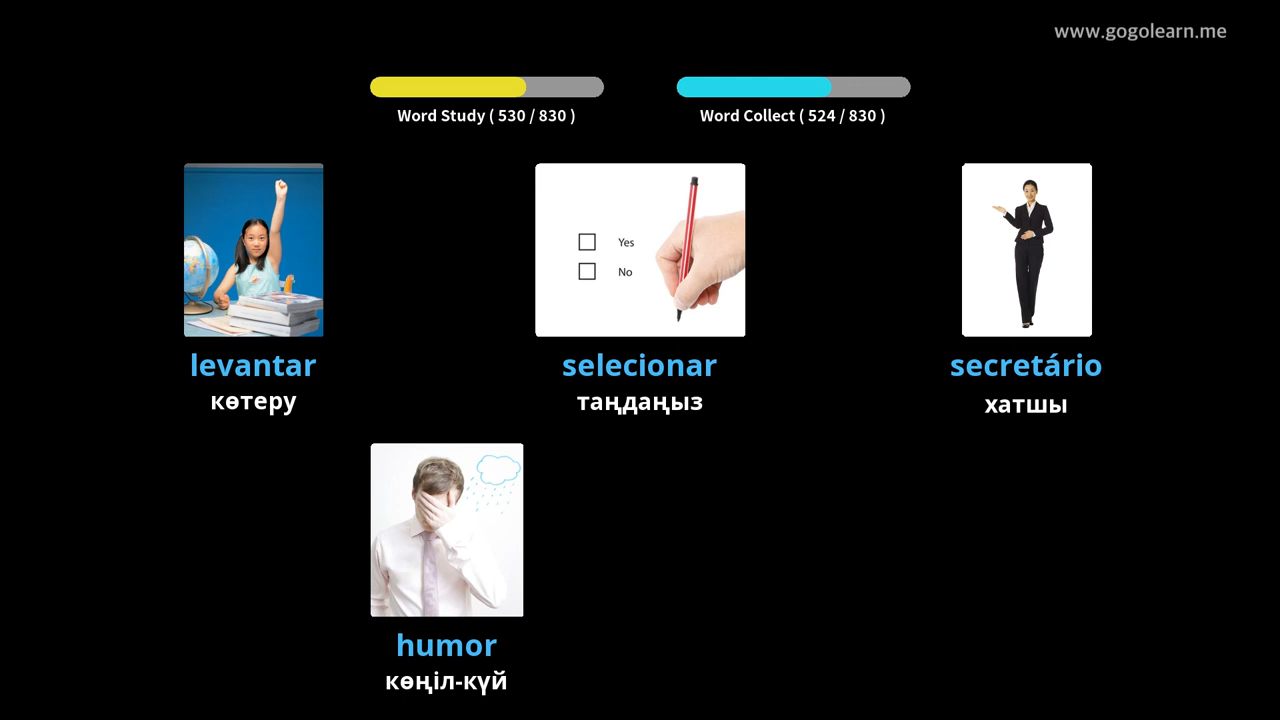 www.gogolearn.me
Word Study ( 530 / 830 )
Word Collect ( 524 / 830 )
Yes
No
levantar
көтеру
selecionar
таңдаңыз
secretário
хатшы
humor
көңіл-күй